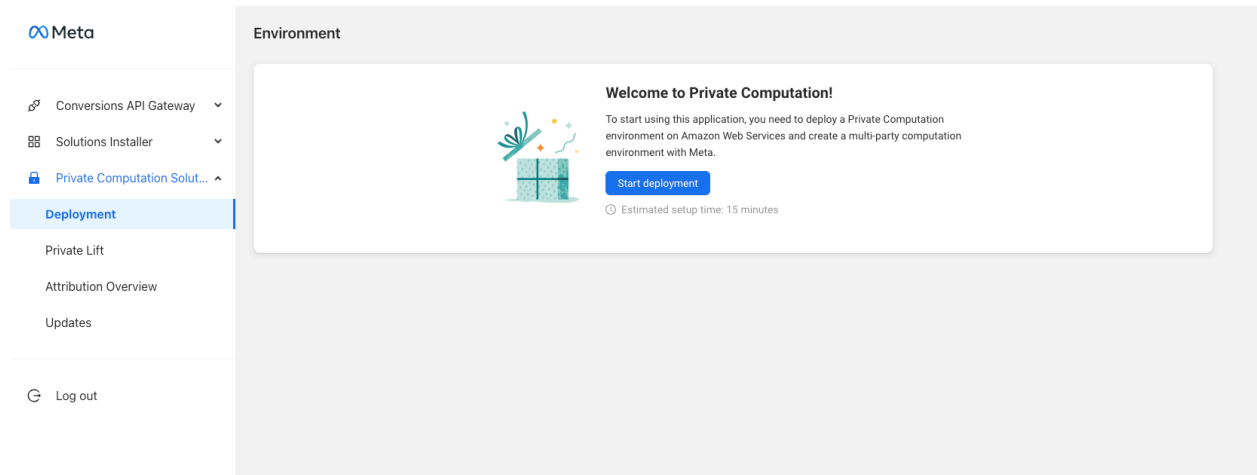 Meta
Environment
Conversions API Gateway
Solutions Installer
Private Computation Solut...
Deployment
Private Lift
Attribution Overview
Updates
Log out
Welcome to Private Computation!
To start using this application, you need to deploy a Private Computation
environment on Amazon Web Services and create a multi-party computation
environment with Meta.
Start deployment
Estimated setup time: 15 minutes